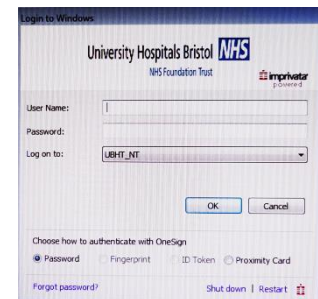 Login to Windows
University Hospitals Bristol NHS
NHS Foundation Trust
imprivata
powered
User Name:
Password:
Log on to: UBHT_NT
OK Cancel
Choose how to authenticate with OneSign
Password Fingerprint ID Token Proximity Card
Forgot password? Shut down | Restart